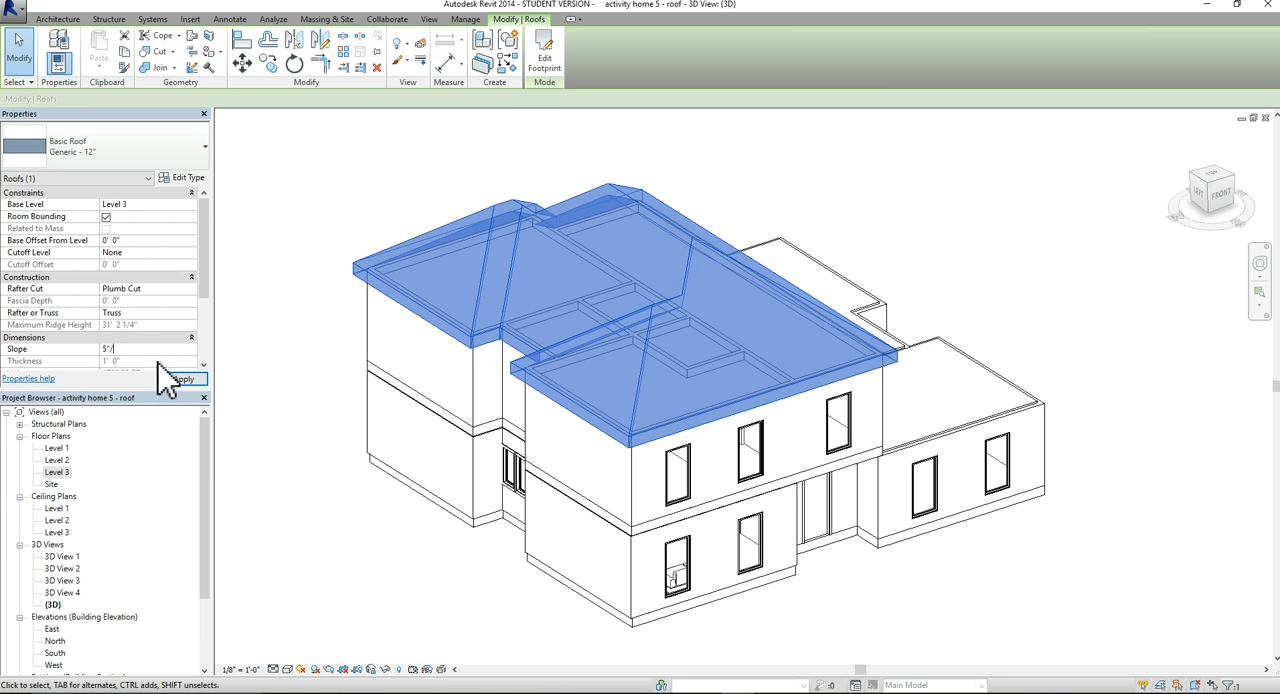 Autodesk Revit 2014 - STUDENT VERSION - activity home 5 - roof - 3D View: {3D}
Architecture Structure Systems Insert Annotate Analyze Massing & Site Collaborate View Manage Modify | Roofs
Modify Paste Cope Cut Join Edit Footprint
Select Properties Clipboard Geometry Modify View Measure Create Mode
Modify | Roofs
Properties
Basic Roof
Generic - 12"
Roofs (1) Edit Type
Constraints
Base Level Level 3
Room Bounding
Related to Mass
Base Offset From Level 0' 0"
Cutoff Level None
Cutoff Offset 0' 0"
Construction
Rafter Cut Plumb Cut
Fascia Depth 0' 0"
Rafter or Truss Truss
Maximum Ridge Height 31' 2 1/4"
Dimensions
Slope 5"/
Thickness 1' 0"
Properties help
Project Browser - activity home 5 - roof
Views (all)
Structural Plans
Floor Plans
Level 1
Level 2
Level 3
Site
Ceiling Plans
Level 1
Level 2
Level 3
3D Views
3D View 1
3D View 2
3D View 3
3D View 4
{3D}
Elevations (Building Elevation)
East
North
South
West
TOP
LEFT FRONT
1/8" = 1'-0"
Click to select, TAB for alternates, CTRL adds, SHIFT unselects. :0 Main Model :1